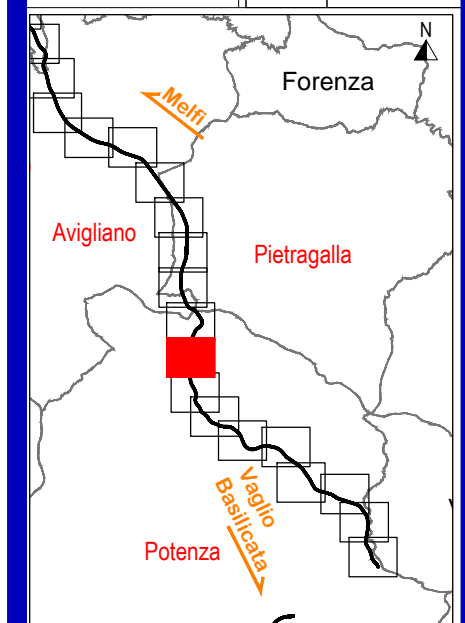 N
Forenza
Melfi
Avigliano
Pietragalla
Vaglio
Basilicata
Potenza